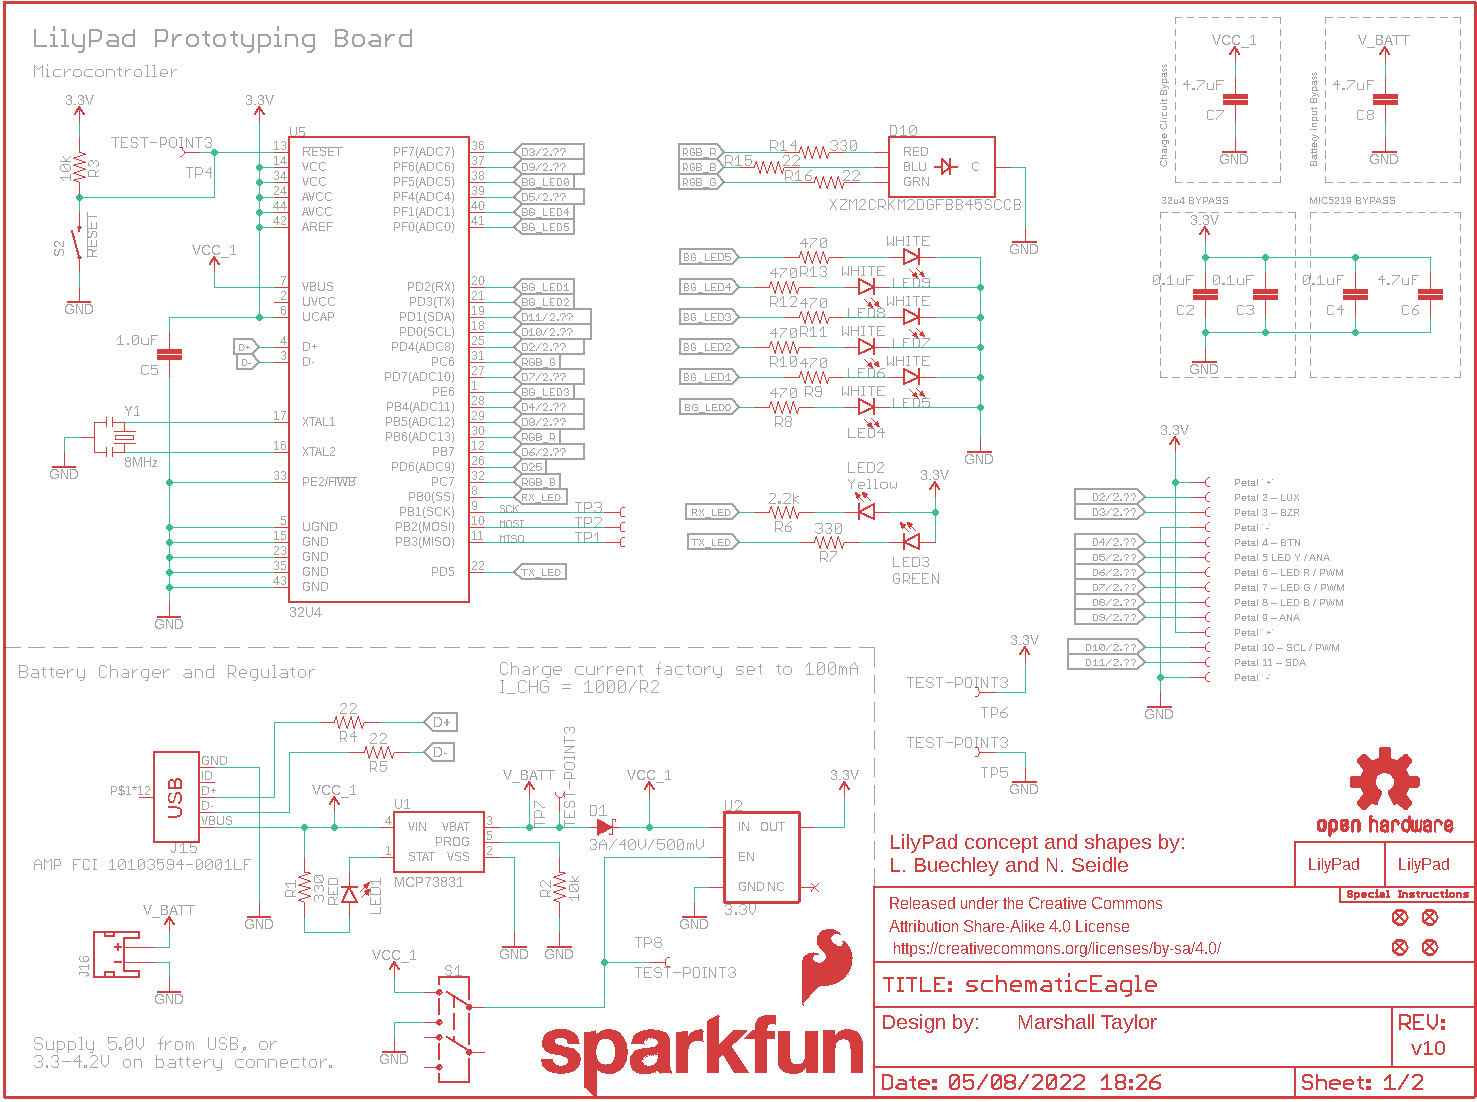 LilyPad Prototyping Board
Microcontroller
3.3V
10k
R3
TEST-POINT3
TP4
S2
RESET
GND
3.3V
VCC_1
1.0uF
C5
D+
D-
Y1
8MHz
GND
GND
U5
13 RESET
14 VCC
34 VCC
24 AVCC
44 AVCC
42 AREF
7 VBUS
2 UVCC
6 UCAP
4 D+
3 D-
17 XTAL1
16 XTAL2
33 PE2/HWB
5 UGND
15 GND
23 GND
35 GND
43 GND
32U4
PF7(ADC7) 36 D3/2.??
PF6(ADC6) 37 D9/2.??
PF5(ADC5) 38 BG_LED0
PF4(ADC4) 39 D5/2.??
PF1(ADC1) 40 BG_LED4
PF0(ADC0) 41 BG_LED5
PD2(RX) 20 BG_LED1
PD3(TX) 21 BG_LED2
PD1(SDA) 19 D11/2.??
PD0(SCL) 18 D10/2.??
PD4(ADC8) 25 D2/2.??
PC6 31 RGB_G
PD7(ADC10) 27 D7/2.??
PE6 1 BG_LED3
PB4(ADC11) 28 D4/2.??
PB5(ADC12) 29 D8/2.??
PB6(ADC13) 30 RGB_R
PB7 12 D6/2.??
PD6(ADC9) 26 D25
PC7 32 RGB_B
PB0(SS) 8 RX_LED
PB1(SCK) 9 SCK TP3
PB2(MOSI) 10 MOSI TP2
PB3(MISO) 11 MISO TP1
PD5 22 TX_LED
RGB_R R14 330
RGB_B R15 22
RGB_G R16 22
D10
RED
BLU C
GRN
XZM2CRKM2DGFBB45SCCB
GND
BG_LED5 470 R13 WHITE LED9
BG_LED4 470 R12 WHITE LED8
BG_LED3 470 R11 WHITE LED7
BG_LED2 470 R10 WHITE LED6
BG_LED1 470 R9 WHITE LED5
BG_LED0 470 R8 WHITE LED4
GND
LED2
Yellow
3.3V
RX_LED 2.2k R6
TX_LED 330 R7
LED3
GREEN
Charge Circuit Bypass
VCC_1
4.7uF
C7
GND
Battery Input Bypass
V_BATT
4.7uF
C8
GND
32u4 BYPASS
3.3V
0.1uF C2
0.1uF C3
GND
MIC5219 BYPASS
0.1uF C4
4.7uF C6
3.3V
Petal '+'
D2/2.?? Petal 2 – LUX
D3/2.?? Petal 3 – BZR
Petal '-'
D4/2.?? Petal 4 – BTN
D5/2.?? Petal 5 LED Y / ANA
D6/2.?? Petal 6 – LED R / PWM
D7/2.?? Petal 7 – LED G / PWM
D8/2.?? Petal 8 – LED B / PWM
D9/2.?? Petal 9 – ANA
Petal '+'
D10/2.?? Petal 10 – SCL / PWM
D11/2.?? Petal 11 – SDA
Petal '-'
GND
3.3V
TEST-POINT3
TP6
TEST-POINT3
TP5
GND
Battery Charger and Regulator
Charge current factory set to 100mA
I_CHG = 1000/R2
22
R4
D+
22
R5
D-
P$1*12
USB
GND
ID
D+
D-
VBUS
J15
AMP FCI 10103594-0001LF
GND
VCC_1
R1
330
RED
LED1
U1
4 VIN VBAT 3
PROG 5
1 STAT VSS 2
MCP73831
V_BATT
TP7
TEST-POINT3
R2
10k
GND
GND
D1
3A/40V/500mV
VCC_1
U2
IN OUT
EN
GND NC
3.3V
GND
3.3V
V_BATT
J16
+
-
GND
VCC_1
S1
GND
TP8
TEST-POINT3
Supply 5.0V from USB, or
3.3-4.2V on battery connector.
sparkfun
open hardware
LilyPad concept and shapes by:
L. Buechley and N. Seidle
LilyPad LilyPad
Special Instructions
Released under the Creative Commons
Attribution Share-Alike 4.0 License
https://creativecommons.org/licenses/by-sa/4.0/
TITLE: schematicEagle
Design by: Marshall Taylor
REV:
v10
Date: 05/08/2022 18:26
Sheet: 1/2